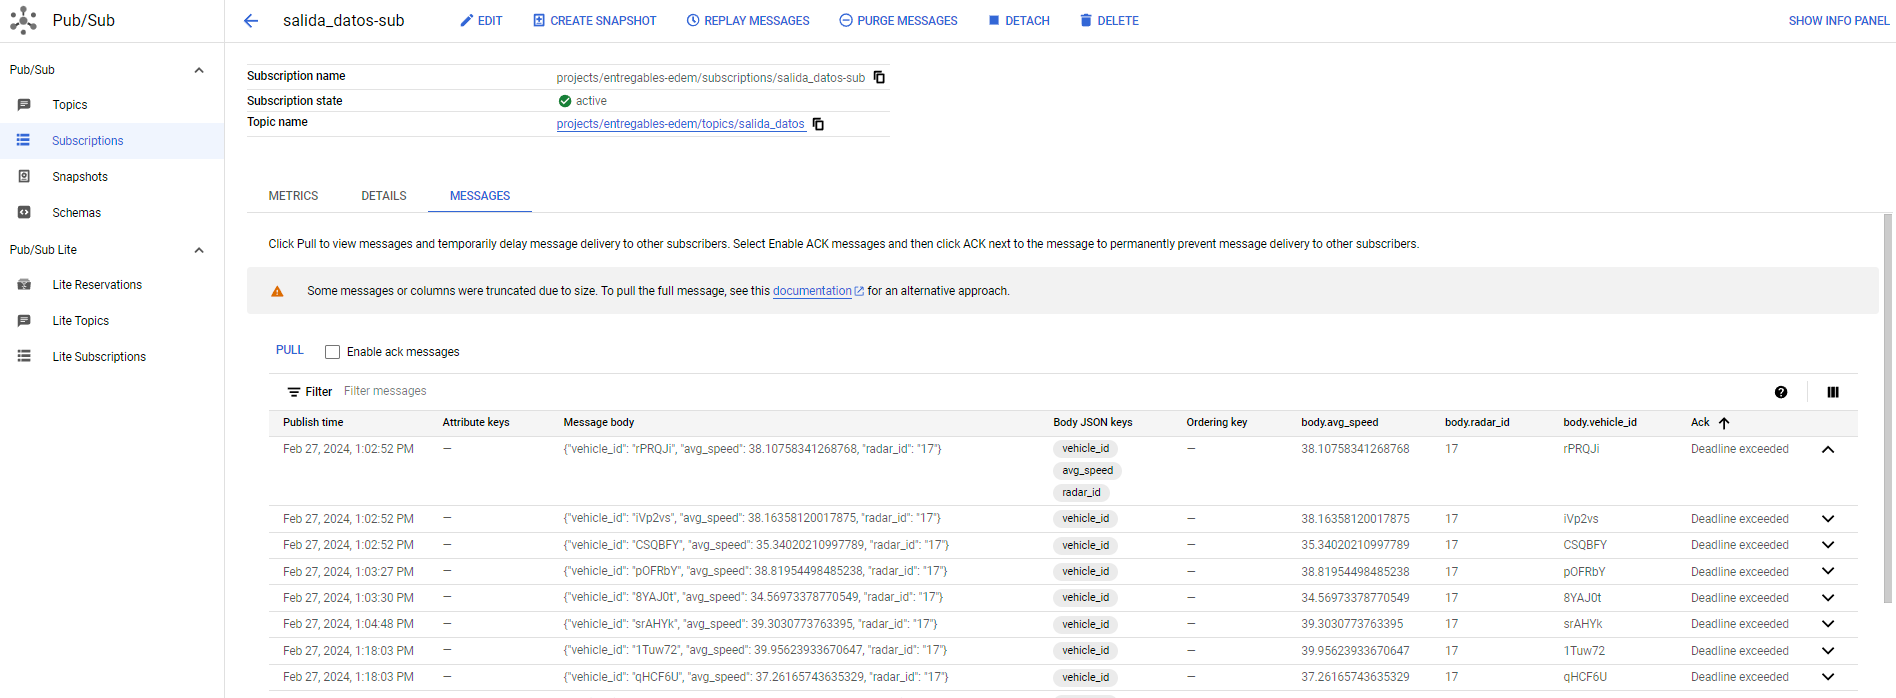 Pub/Sub
salida_datos-sub
EDIT
CREATE SNAPSHOT
REPLAY MESSAGES
PURGE MESSAGES
DETACH
DELETE
SHOW INFO PANEL
Pub/Sub
Topics
Subscriptions
Snapshots
Schemas
Pub/Sub Lite
Lite Reservations
Lite Topics
Lite Subscriptions
Subscription name projects/entregables-edem/subscriptions/salida_datos-sub
Subscription state active
Topic name projects/entregables-edem/topics/salida_datos
METRICS DETAILS MESSAGES
Click Pull to view messages and temporarily delay message delivery to other subscribers. Select Enable ACK messages and then click ACK next to the message to permanently prevent message delivery to other subscribers.
Some messages or columns were truncated due to size. To pull the full message, see this documentation for an alternative approach.
PULL Enable ack messages
Filter Filter messages
Publish time Attribute keys Message body Body JSON keys Ordering key body.avg_speed body.radar_id body.vehicle_id Ack
Feb 27, 2024, 1:02:52 PM — {"vehicle_id": "rPRQJi", "avg_speed": 38.10758341268768, "radar_id": "17"} vehicle_id — 38.10758341268768 17 rPRQJi Deadline exceeded
avg_speed
radar_id
Feb 27, 2024, 1:02:52 PM — {"vehicle_id": "iVp2vs", "avg_speed": 38.16358120017875, "radar_id": "17"} vehicle_id — 38.16358120017875 17 iVp2vs Deadline exceeded
Feb 27, 2024, 1:02:52 PM — {"vehicle_id": "CSQBFY", "avg_speed": 35.34020210997789, "radar_id": "17"} vehicle_id — 35.34020210997789 17 CSQBFY Deadline exceeded
Feb 27, 2024, 1:03:27 PM — {"vehicle_id": "pOFRbY", "avg_speed": 38.81954498485238, "radar_id": "17"} vehicle_id — 38.81954498485238 17 pOFRbY Deadline exceeded
Feb 27, 2024, 1:03:30 PM — {"vehicle_id": "8YAJ0t", "avg_speed": 34.56973378770549, "radar_id": "17"} vehicle_id — 34.56973378770549 17 8YAJ0t Deadline exceeded
Feb 27, 2024, 1:04:48 PM — {"vehicle_id": "srAHYk", "avg_speed": 39.3030773763395, "radar_id": "17"} vehicle_id — 39.3030773763395 17 srAHYk Deadline exceeded
Feb 27, 2024, 1:18:03 PM — {"vehicle_id": "1Tuw72", "avg_speed": 39.95623933670647, "radar_id": "17"} vehicle_id — 39.95623933670647 17 1Tuw72 Deadline exceeded
Feb 27, 2024, 1:18:03 PM — {"vehicle_id": "qHCF6U", "avg_speed": 37.26165743635329, "radar_id": "17"} vehicle_id — 37.26165743635329 17 qHCF6U Deadline exceeded